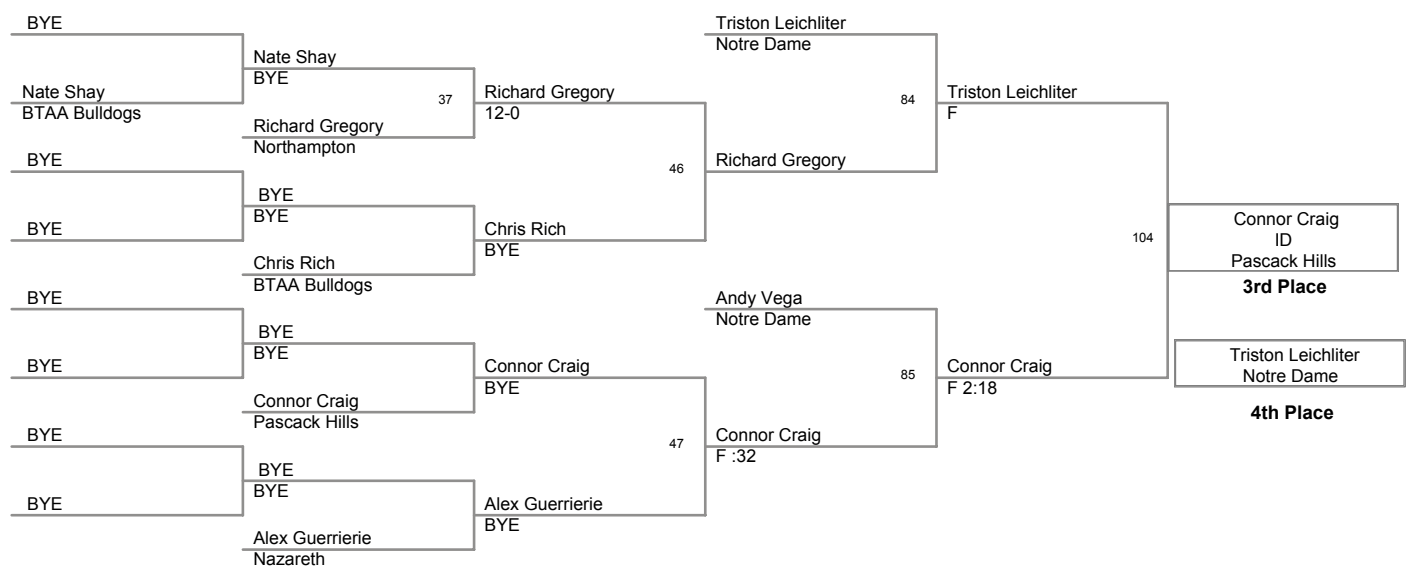 BYE
Nate Shay
BTAA Bulldogs
BYE
BYE
BYE
BYE
BYE
BYE
Nate Shay
BYE
Richard Gregory
Northampton
BYE
BYE
Chris Rich
BTAA Bulldogs
BYE
BYE
Connor Craig
Pascack Hills
BYE
BYE
Alex Guerrierie
Nazareth
37
Richard Gregory
12-0
Chris Rich
BYE
Connor Craig
BYE
Alex Guerrierie
BYE
46
47
Triston Leichliter
Notre Dame
Richard Gregory
Andy Vega
Notre Dame
Connor Craig
F :32
84
85
Triston Leichliter
F
Connor Craig
F 2:18
104
Connor Craig
ID
Pascack Hills
3rd Place
Triston Leichliter
Notre Dame
4th Place